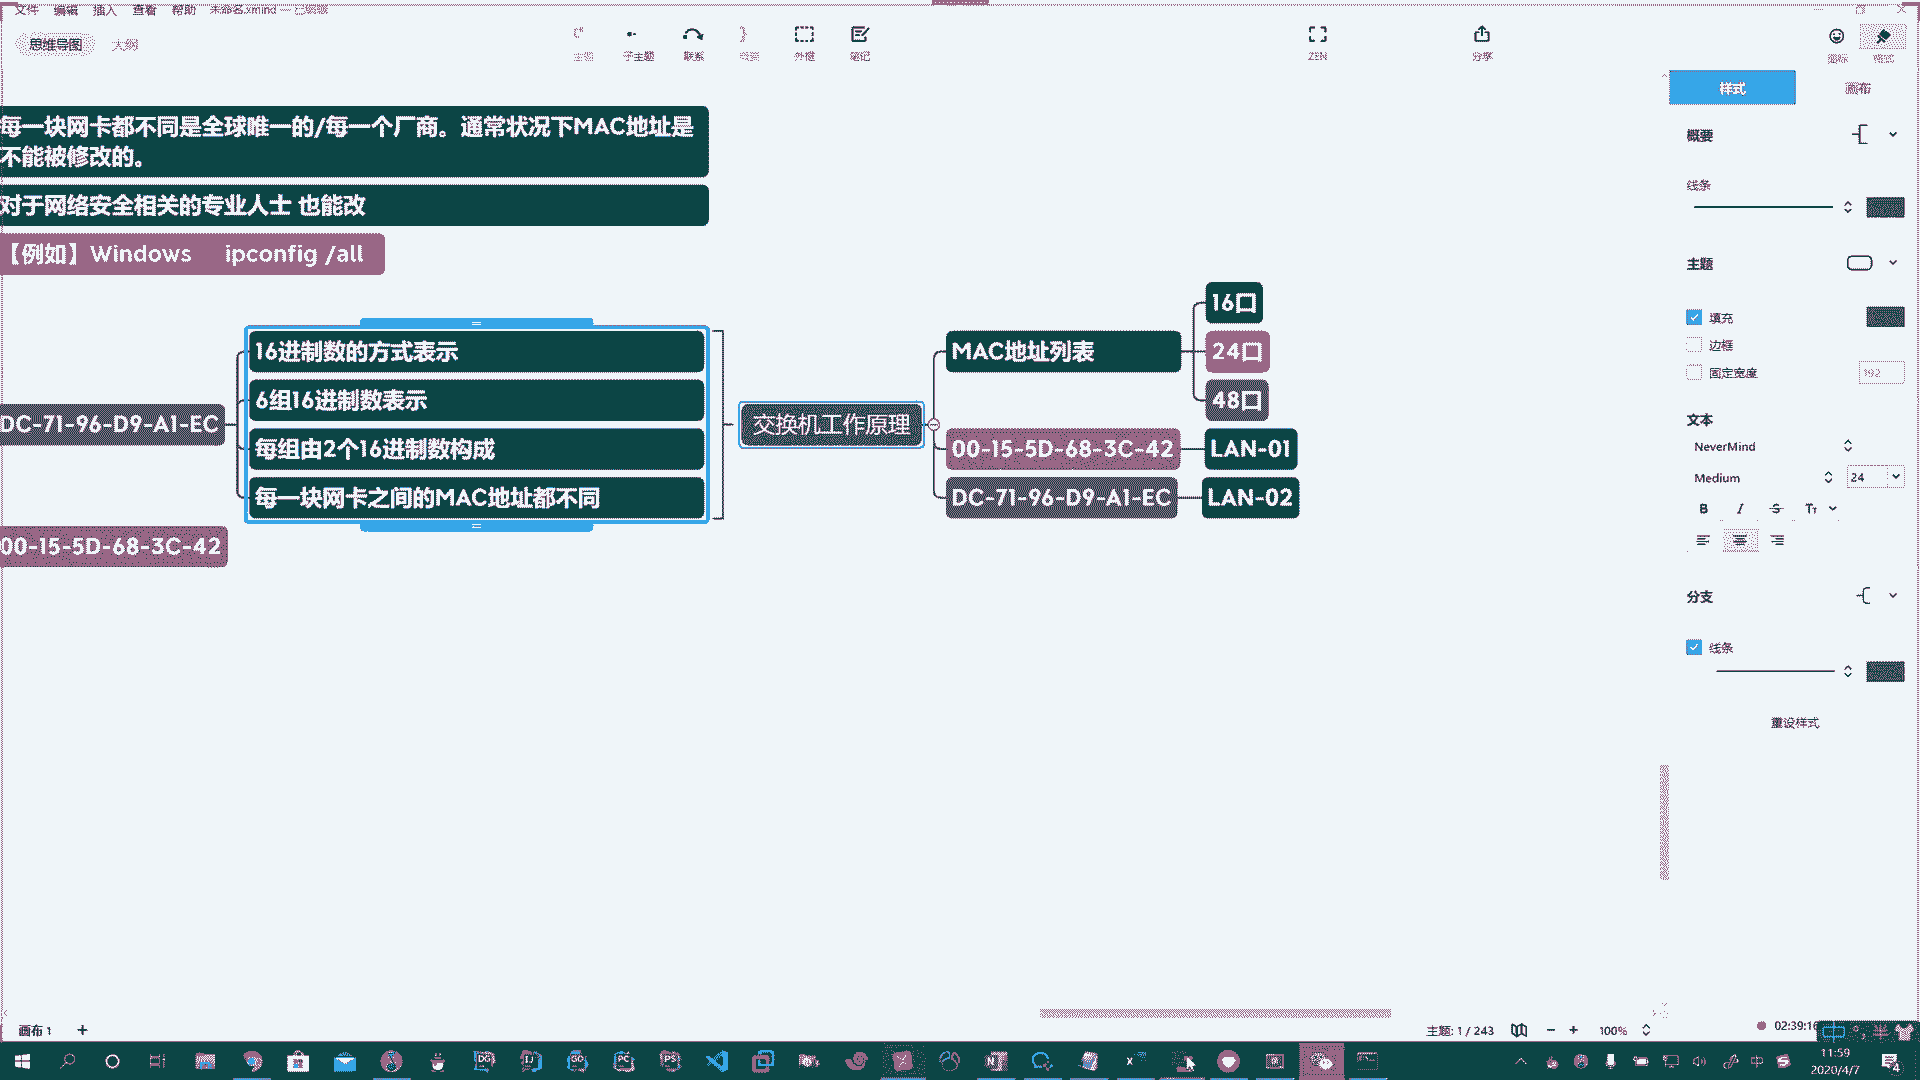 文件 编辑 插入 查看 帮助 未命名.xmind — 已编辑
思维导图 大纲
主题 子主题 联系 概要 外框 笔记 ZEN 分享 图标 格式
样式 画布
每一块网卡都不同是全球唯一的/每一个厂商。通常状况下MAC地址是
不能被修改的。
对于网络安全相关的专业人士 也能改
【例如】Windows ipconfig /all
DC-71-96-D9-A1-EC
16进制数的方式表示
6组16进制数表示
每组由2个16进制数构成
每一块网卡之间的MAC地址都不同
00-15-5D-68-3C-42
交换机工作原理
MAC地址列表
16口
24口
48口
00-15-5D-68-3C-42
LAN-01
DC-71-96-D9-A1-EC
LAN-02
概要
线条
主题
填充
边框
固定宽度 192
文本
NeverMind
Medium 24
B I S Tт
分支
线条
重设样式
画布 1
主题: 1 / 243
100%
02:39:16
中 半
DG IJ GO PC PS
中
11:59
2020/4/7
4